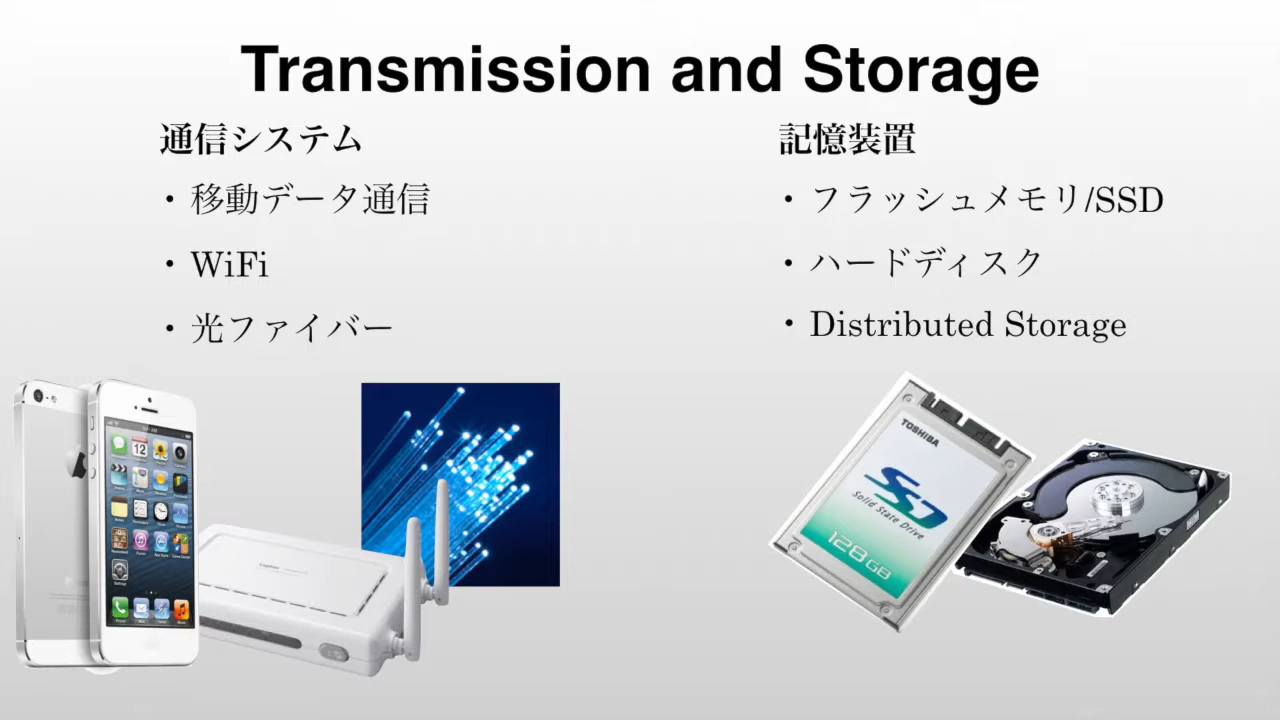 Transmission and Storage
通信システム
・移動データ通信
・WiFi
・光ファイバー
記憶装置
・フラッシュメモリ/SSD
・ハードディスク
・Distributed Storage
TOSHIBA
SSD
Solid State Drive
128GB
12